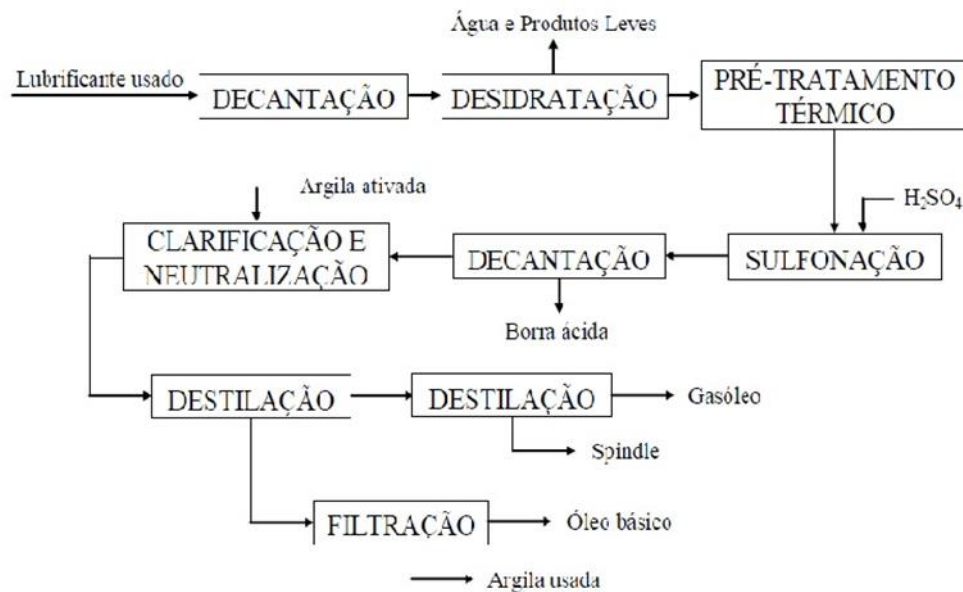 Água e Produtos Leves
Lubrificante usado
DECANTAÇÃO
DESIDRATAÇÃO
PRÉ-TRATAMENTO
TÉRMICO
Argila ativada
H₂SO₄
CLARIFICAÇÃO E
NEUTRALIZAÇÃO
DECANTAÇÃO
SULFONAÇÃO
Borra ácida
DESTILAÇÃO
DESTILAÇÃO
Gasóleo
Spindle
FILTRAÇÃO
Óleo básico
Argila usada